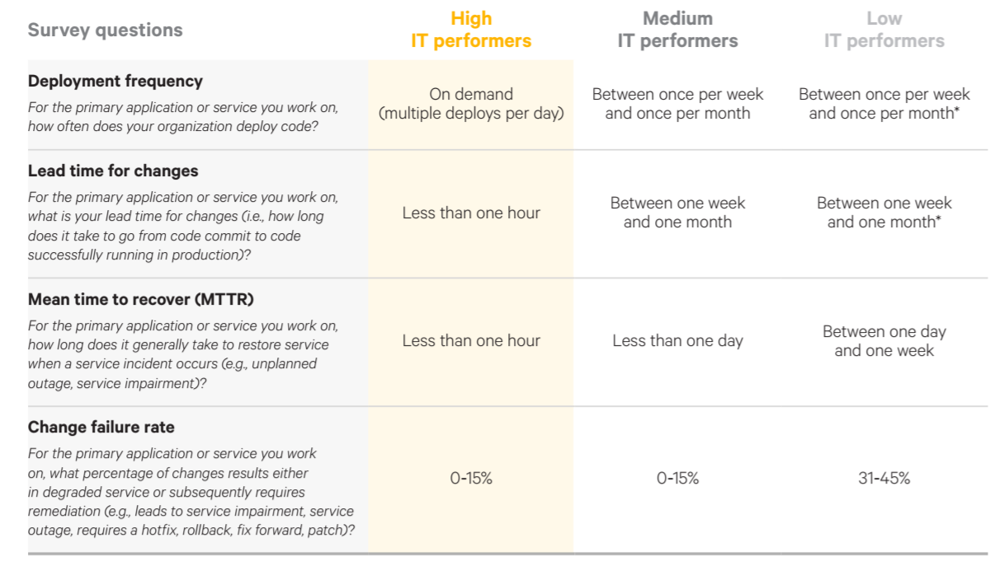 Survey questions
High
IT performers
Medium
IT performers
Low
IT performers
Deployment frequency
For the primary application or service you work on,
how often does your organization deploy code?
On demand
(multiple deploys per day)
Between once per week
and once per month
Between once per week
and once per month*
Lead time for changes
For the primary application or service you work on,
what is your lead time for changes (i.e., how long
does it take to go from code commit to code
successfully running in production)?
Less than one hour
Between one week
and one month
Between one week
and one month*
Mean time to recover (MTTR)
For the primary application or service you work on,
how long does it generally take to restore service
when a service incident occurs (e.g., unplanned
outage, service impairment)?
Less than one hour
Less than one day
Between one day
and one week
Change failure rate
For the primary application or service you work
on, what percentage of changes results either
in degraded service or subsequently requires
remediation (e.g., leads to service impairment, service
outage, requires a hotfix, rollback, fix forward, patch)?
0-15%
0-15%
31-45%